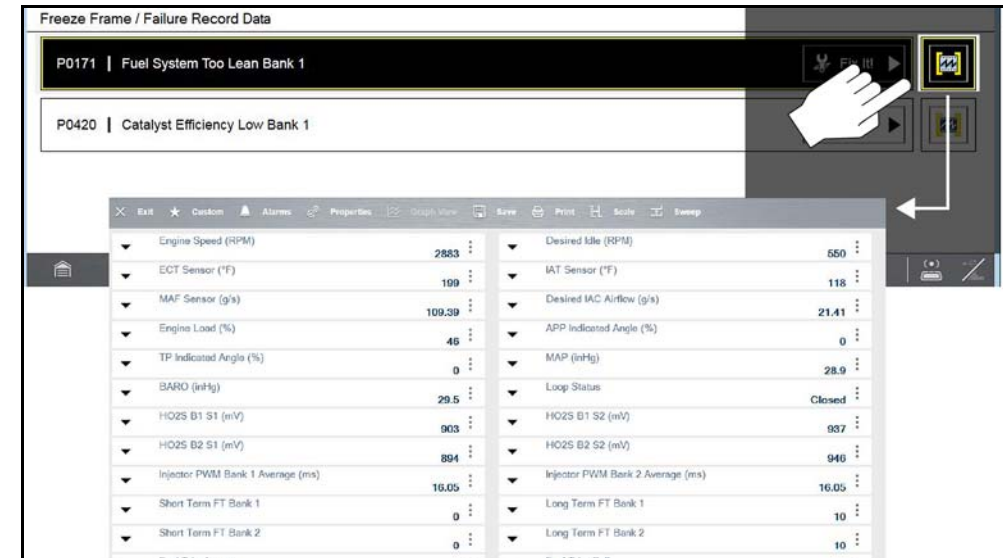 Freeze Frame / Failure Record Data
P0171 | Fuel System Too Lean Bank 1 Fix It!
P0420 | Catalyst Efficiency Low Bank 1
Exit Custom Alarms Properties Graph View Save Print Scale Sweep
Engine Speed (RPM) 2883 Desired Idle (RPM) 550
ECT Sensor (°F) 199 IAT Sensor (°F) 118
MAF Sensor (g/s) 109.39 Desired IAC Airflow (g/s) 21.41
Engine Load (%) 46 APP Indicated Angle (%) 0
TP Indicated Angle (%) 0 MAP (inHg) 28.9
BARO (inHg) 29.5 Loop Status Closed
HO2S B1 S1 (mV) 903 HO2S B1 S2 (mV) 937
HO2S B2 S1 (mV) 894 HO2S B2 S2 (mV) 946
Injector PWM Bank 1 Average (ms) 16.05 Injector PWM Bank 2 Average (ms) 16.05
Short Term FT Bank 1 0 Long Term FT Bank 1 10
Short Term FT Bank 2 0 Long Term FT Bank 2 10